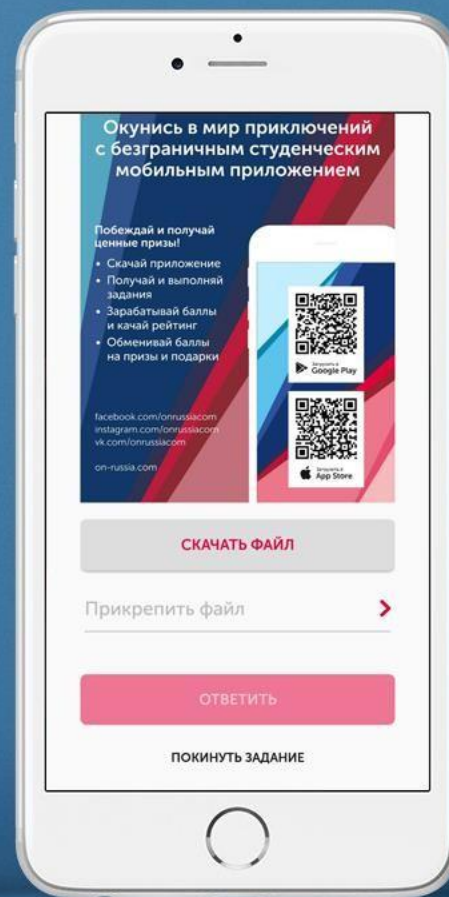 Окунись в мир приключений
с безграничным студенческим
мобильным приложением
Побеждай и получай
ценные призы!
• Скачай приложение
• Получай и выполняй
задания
• Зарабатывай баллы
и качай рейтинг
• Обменивай баллы
на призы и подарки
facebook.com/onrussiacom
instagram.com/onrussiacom
vk.com/onrussiacom
on-russia.com
Загрузить в
Google Play
Загрузить в
App Store
СКАЧАТЬ ФАЙЛ
Прикрепить файл
ОТВЕТИТЬ
ПОКИНУТЬ ЗАДАНИЕ